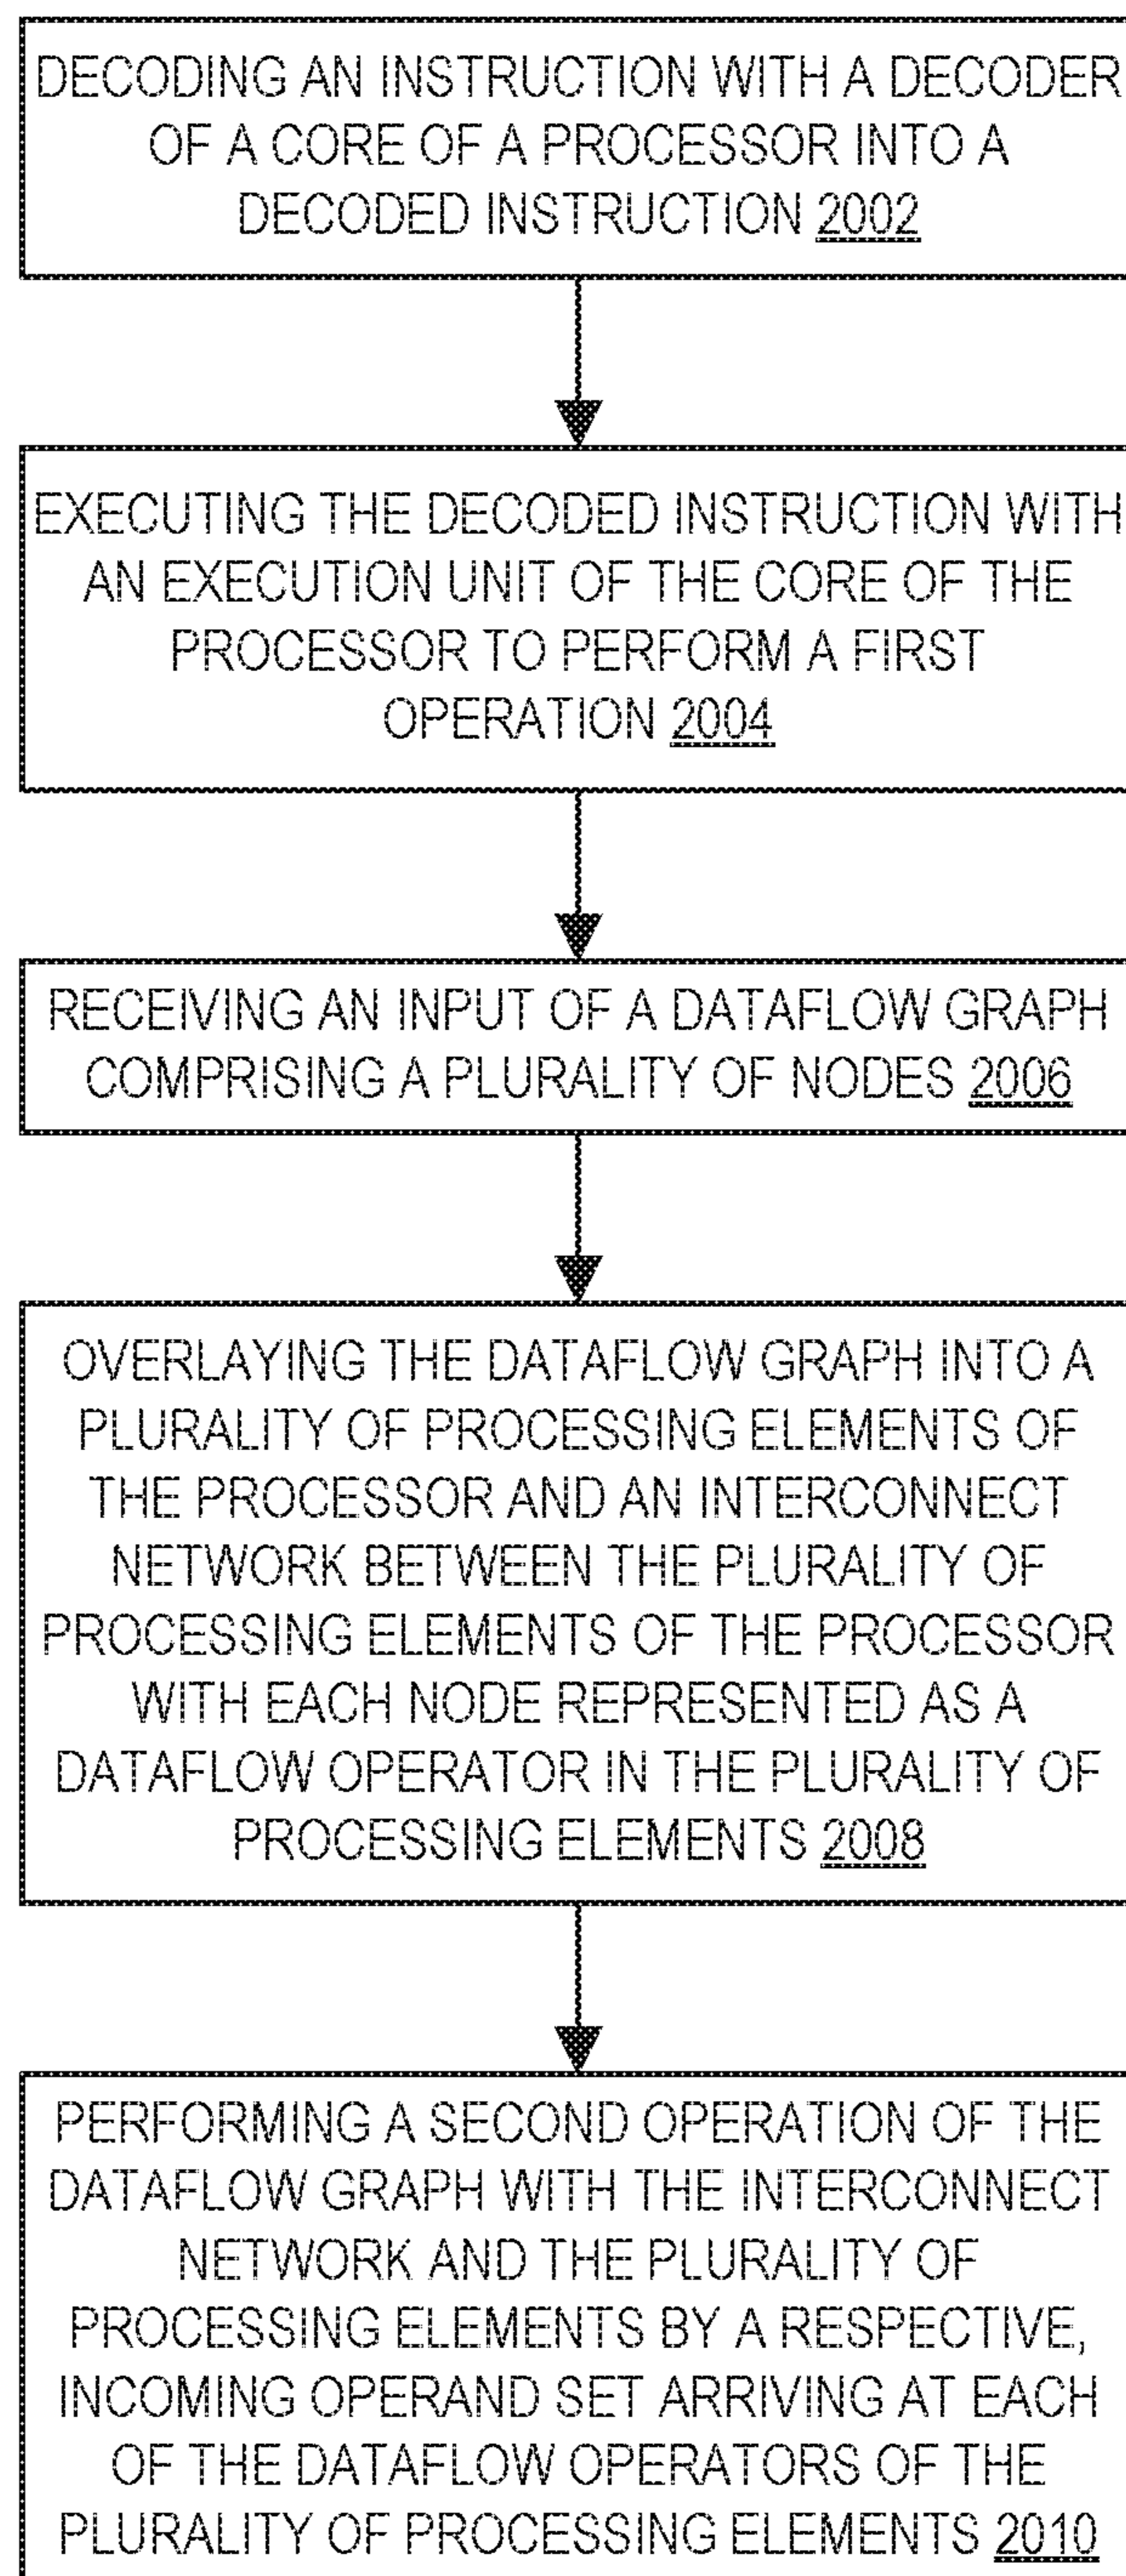 DECODING AN INSTRUCTION WITH A DECODER
OF A CORE OF A PROCESSOR INTO A
DECODED INSTRUCTION 2002
EXECUTING THE DECODED INSTRUCTION WITH
AN EXECUTION UNIT OF THE CORE OF THE
PROCESSOR TO PERFORM A FIRST
OPERATION 2004
RECEIVING AN INPUT OF A DATAFLOW GRAPH
COMPRISING A PLURALITY OF NODES 2006
OVERLAYING THE DATAFLOW GRAPH INTO A
PLURALITY OF PROCESSING ELEMENTS OF
THE PROCESSOR AND AN INTERCONNECT
NETWORK BETWEEN THE PLURALITY OF
PROCESSING ELEMENTS OF THE PROCESSOR
WITH EACH NODE REPRESENTED AS A
DATAFLOW OPERATOR IN THE PLURALITY OF
PROCESSING ELEMENTS 2008
PERFORMING A SECOND OPERATION OF THE
DATAFLOW GRAPH WITH THE INTERCONNECT
NETWORK AND THE PLURALITY OF
PROCESSING ELEMENTS BY A RESPECTIVE,
INCOMING OPERAND SET ARRIVING AT EACH
OF THE DATAFLOW OPERATORS OF THE
PLURALITY OF PROCESSING ELEMENTS 2010